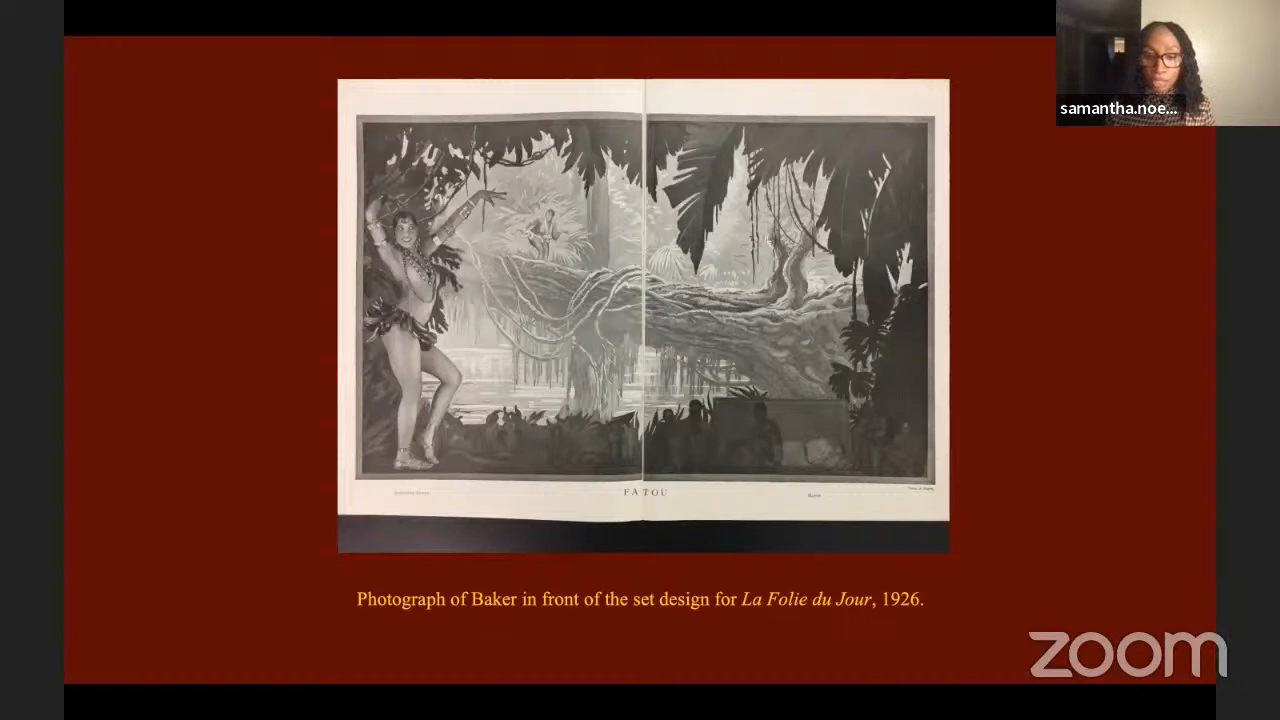 samantha.noe...
FATOU
Photograph of Baker in front of the set design for La Folie du Jour, 1926.
zoom